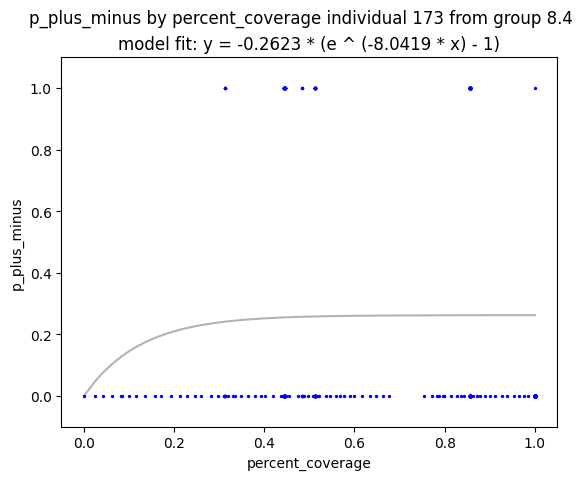 p_plus_minus by percent_coverage individual 173 from group 8.4
model fit: y = -0.2623 * (e ^ (-8.0419 * x) - 1)
1.0
0.8
0.6
0.4
0.2
0.0
p_plus_minus
0.0 0.2 0.4 0.6 0.8 1.0
percent_coverage